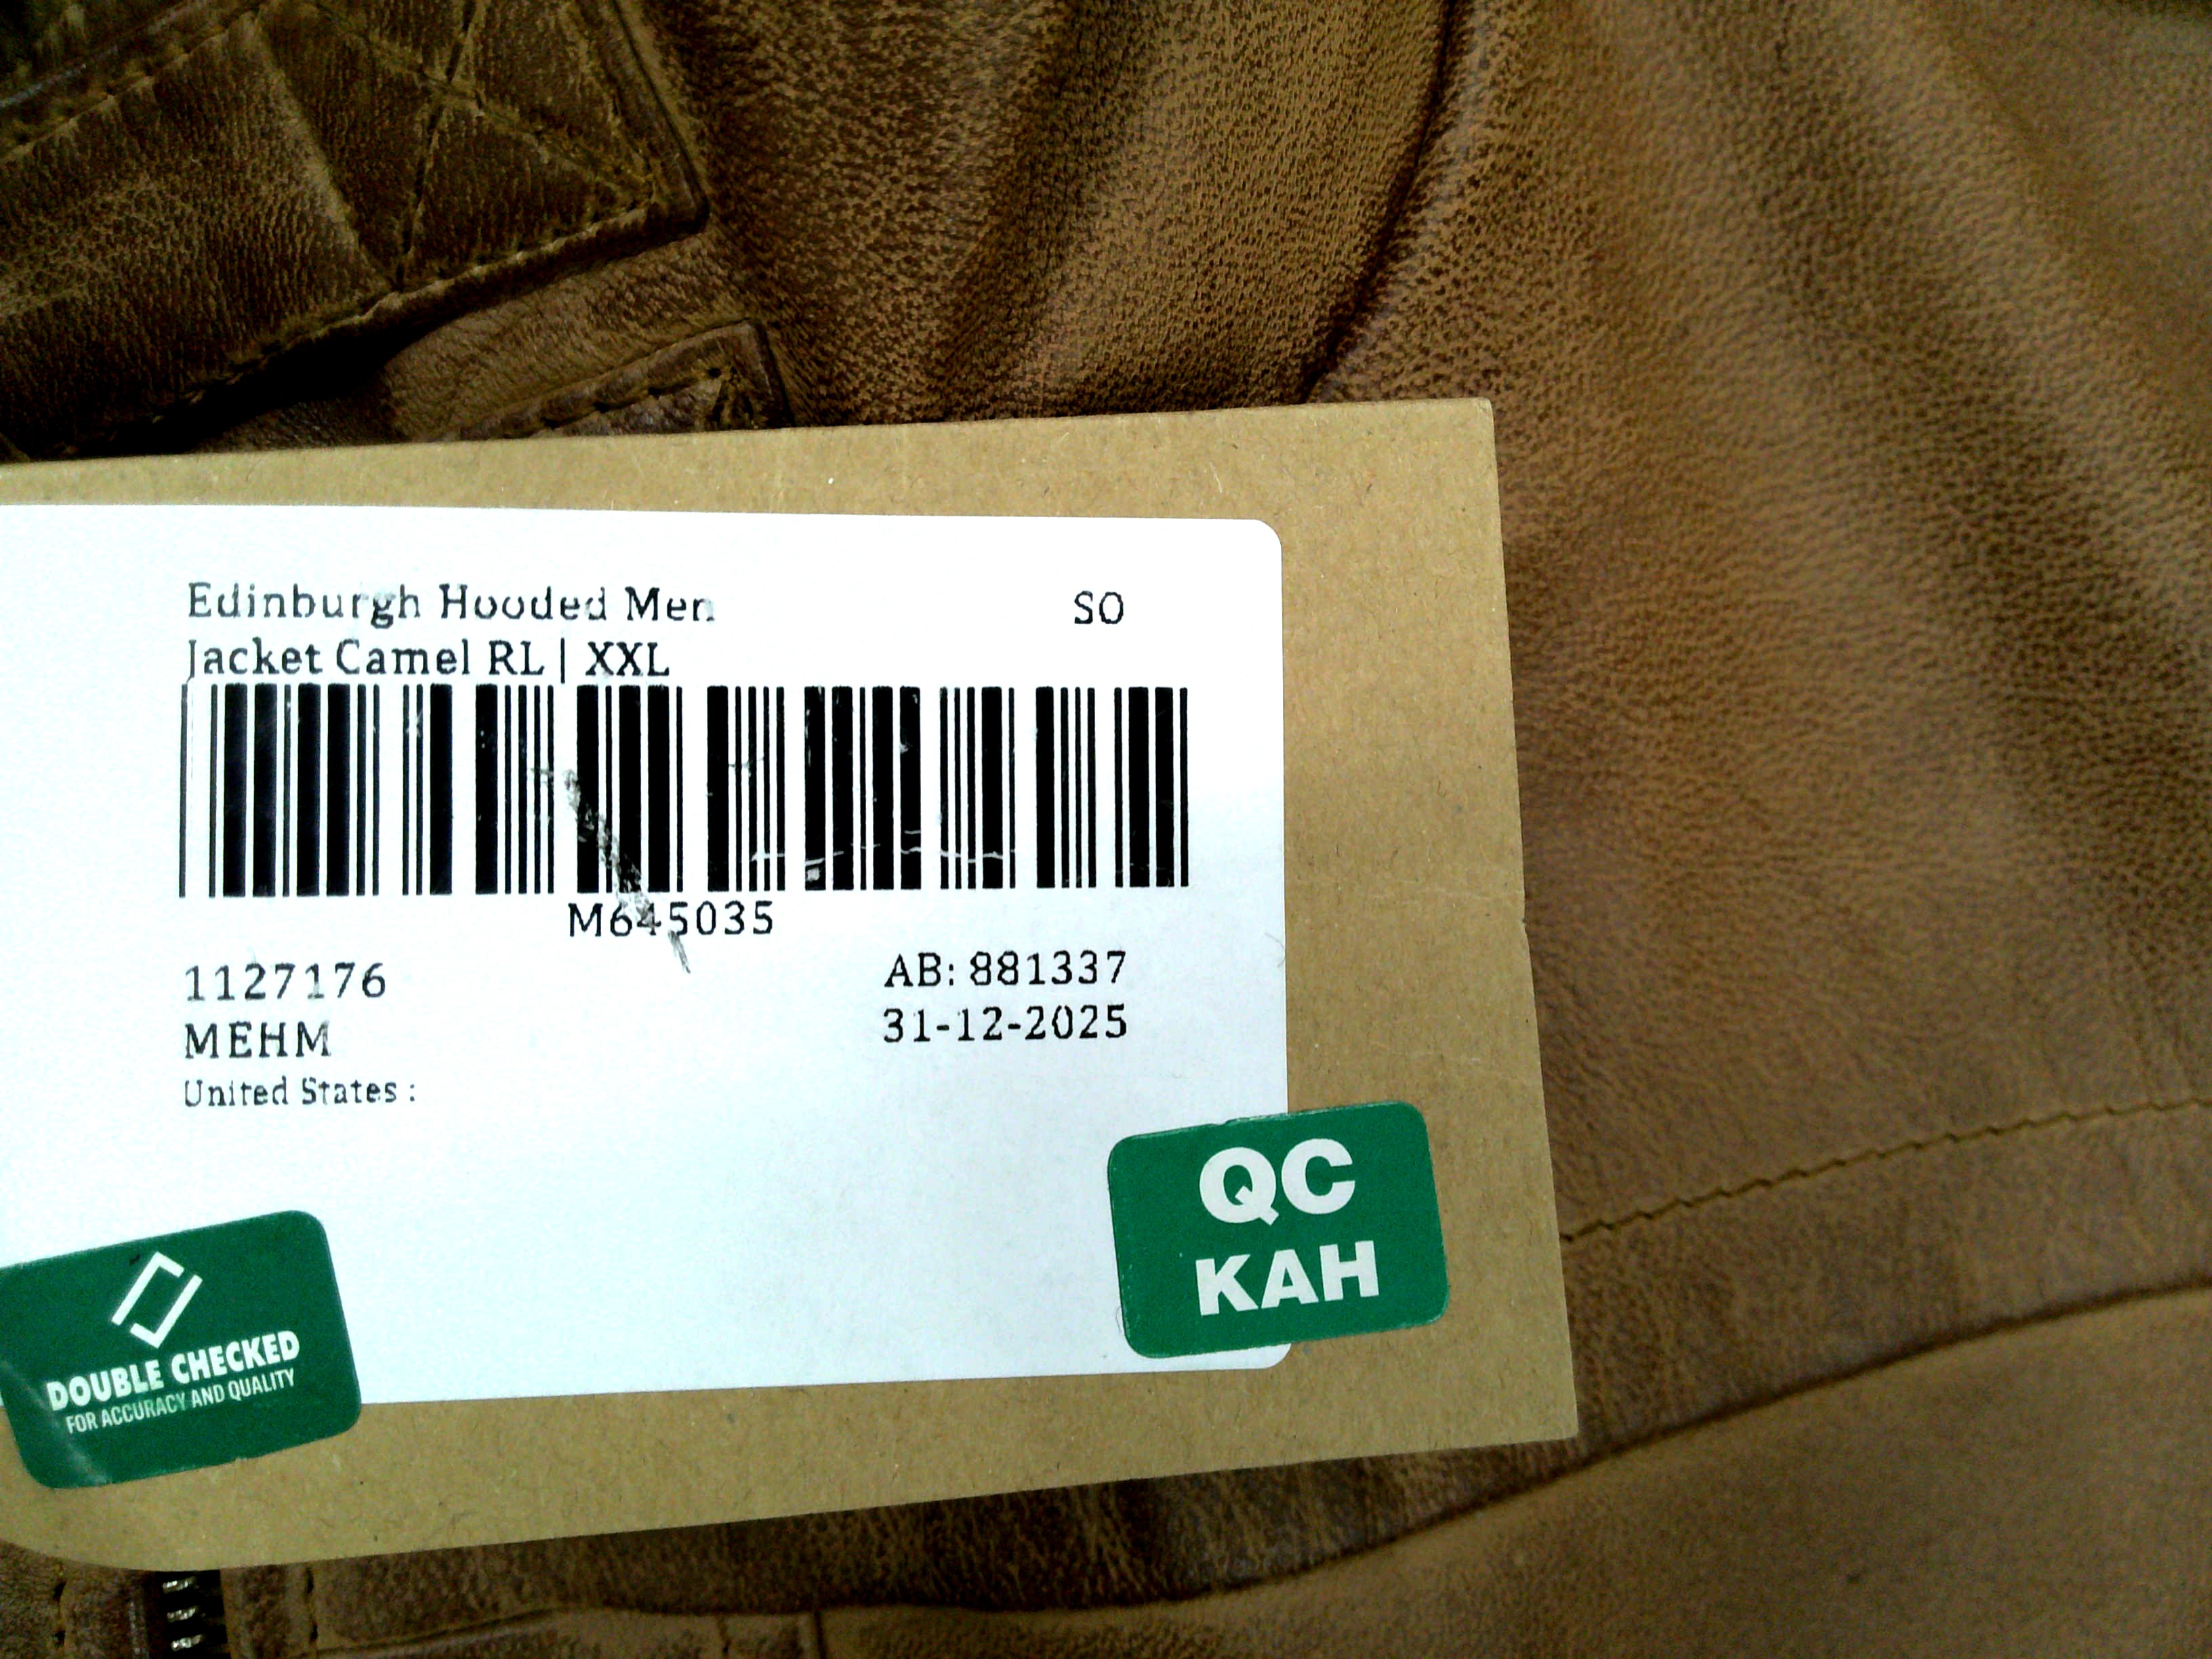 Edinburgh Hooded Men
SO
Jacket Camel RL | XXL
M645035
1127176
AB: 881337
MEHM
31-12-2025
United States :
QC
KAH
DOUBLE CHECKED
FOR ACCURACY AND QUALITY